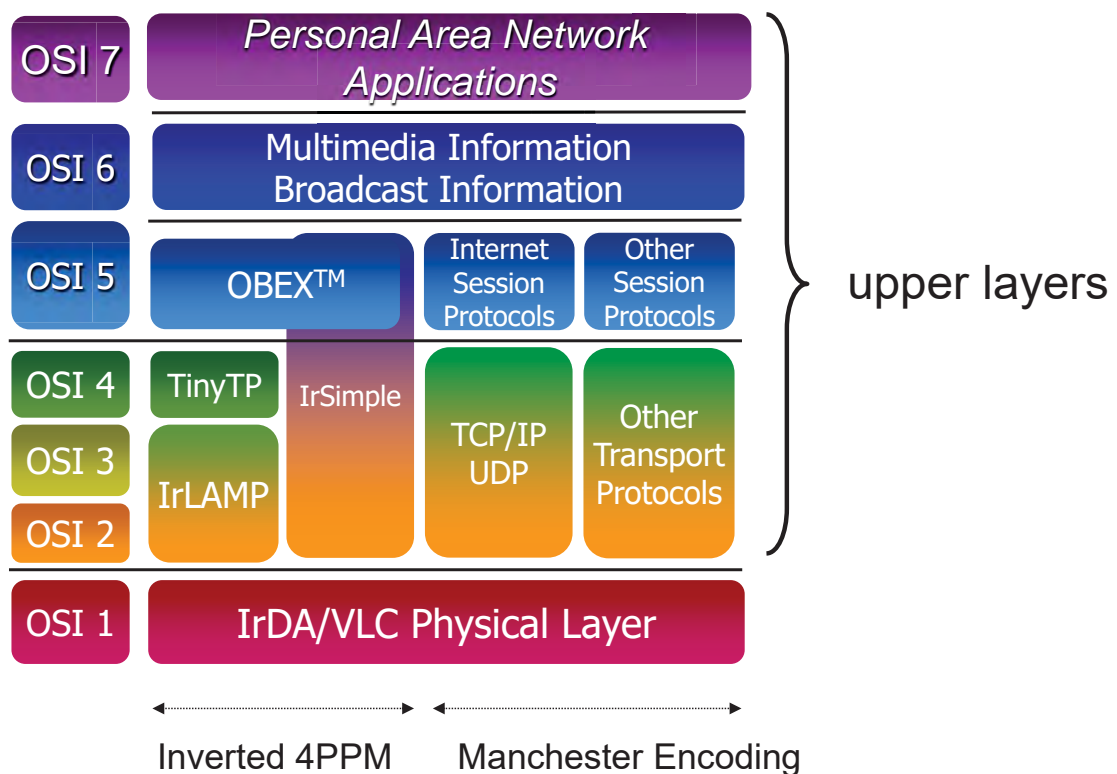 OSI 7
Personal Area Network
Applications
OSI 6
Multimedia Information
Broadcast Information
OSI 5
OBEX™
Internet
Session
Protocols
Other
Session
Protocols
upper layers
OSI 4
TinyTP
IrSimple
OSI 3
OSI 2
IrLAMP
TCP/IP
UDP
Other
Transport
Protocols
OSI 1
IrDA/VLC Physical Layer
Inverted 4PPM
Manchester Encoding